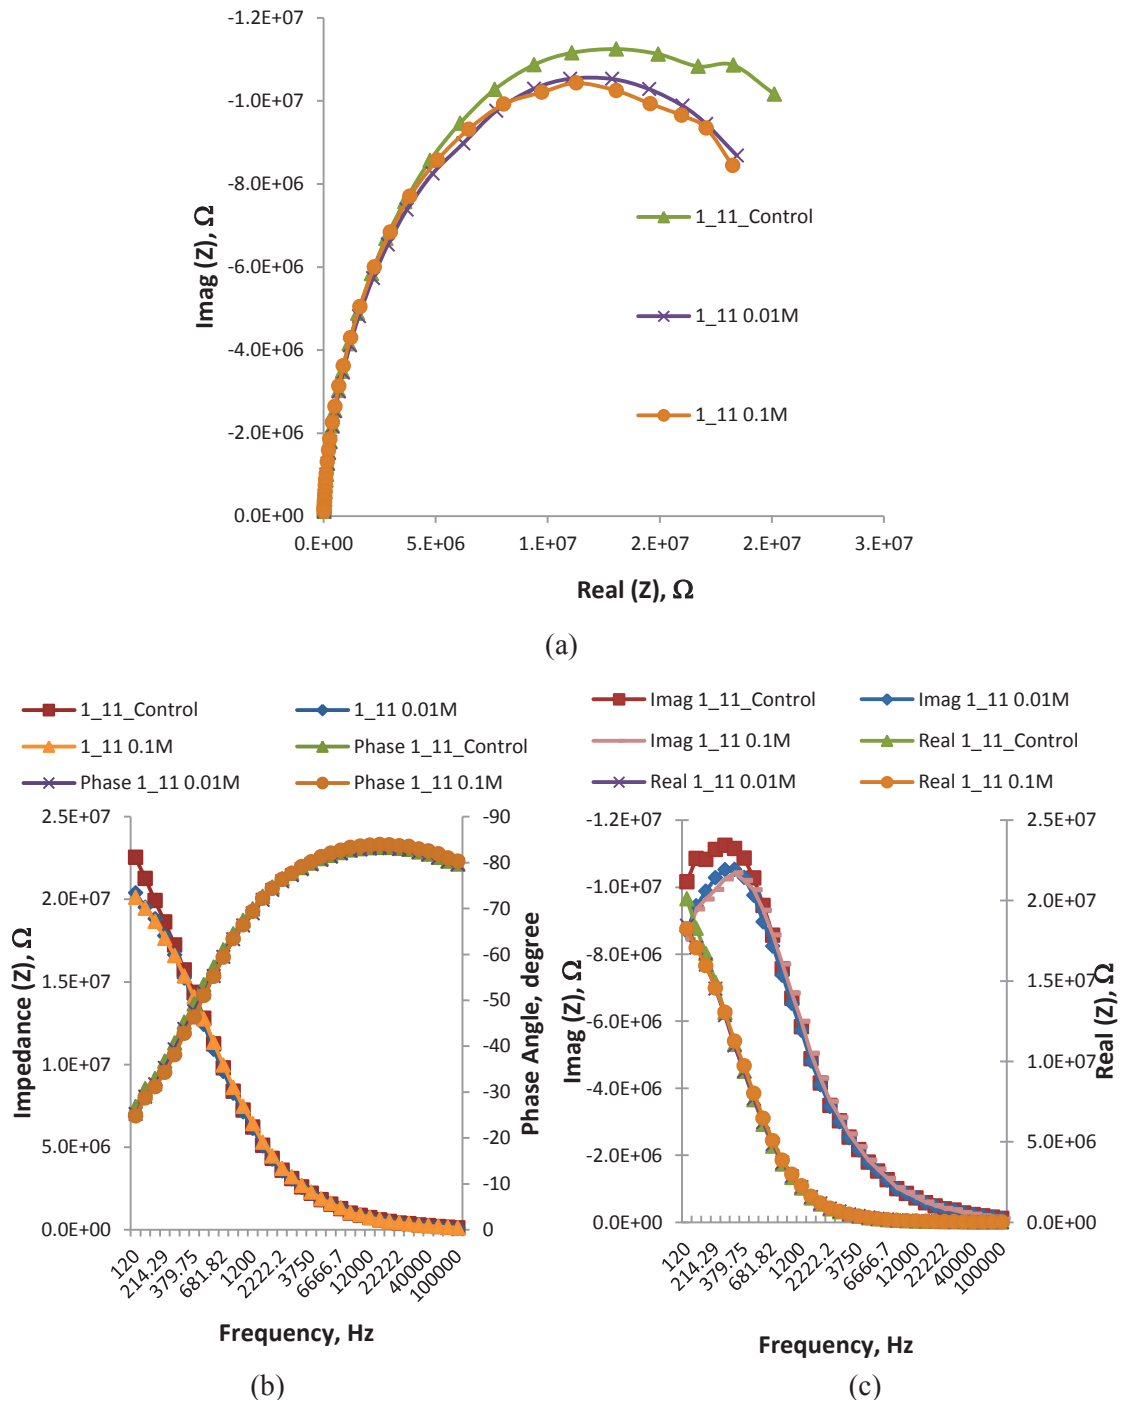 -1.2E+07
-1.0E+07
-8.0E+06
-6.0E+06
-4.0E+06
-2.0E+06
0.0E+00
Imag (Z), Ω
1_11_Control
1_11 0.01M
1_11 0.1M
0.E+00 5.E+06 1.E+07 2.E+07 2.E+07 3.E+07
Real (Z), Ω
(a)
1_11_Control 1_11 0.01M
1_11 0.1M Phase 1_11_Control
Phase 1_11 0.01M Phase 1_11 0.1M
2.5E+07
2.0E+07
1.5E+07
1.0E+07
5.0E+06
0.0E+00
Impedance (Z), Ω
-90
-80
-70
-60
-50
-40
-30
-20
-10
0
Phase Angle, degree
120 214.29 379.75 681.82 1200 2222.2 3750 6666.7 12000 22222 40000 100000
Frequency, Hz
(b)
Imag 1_11_Control Imag 1_11 0.01M
Imag 1_11 0.1M Real 1_11_Control
Real 1_11 0.01M Real 1_11 0.1M
-1.2E+07
-1.0E+07
-8.0E+06
-6.0E+06
-4.0E+06
-2.0E+06
0.0E+00
Imag (Z), Ω
2.5E+07
2.0E+07
1.5E+07
1.0E+07
5.0E+06
0.0E+00
Real (Z), Ω
120 214.29 379.75 681.82 1200 2222.2 3750 6666.7 12000 22222 40000 100000
Frequency, Hz
(c)